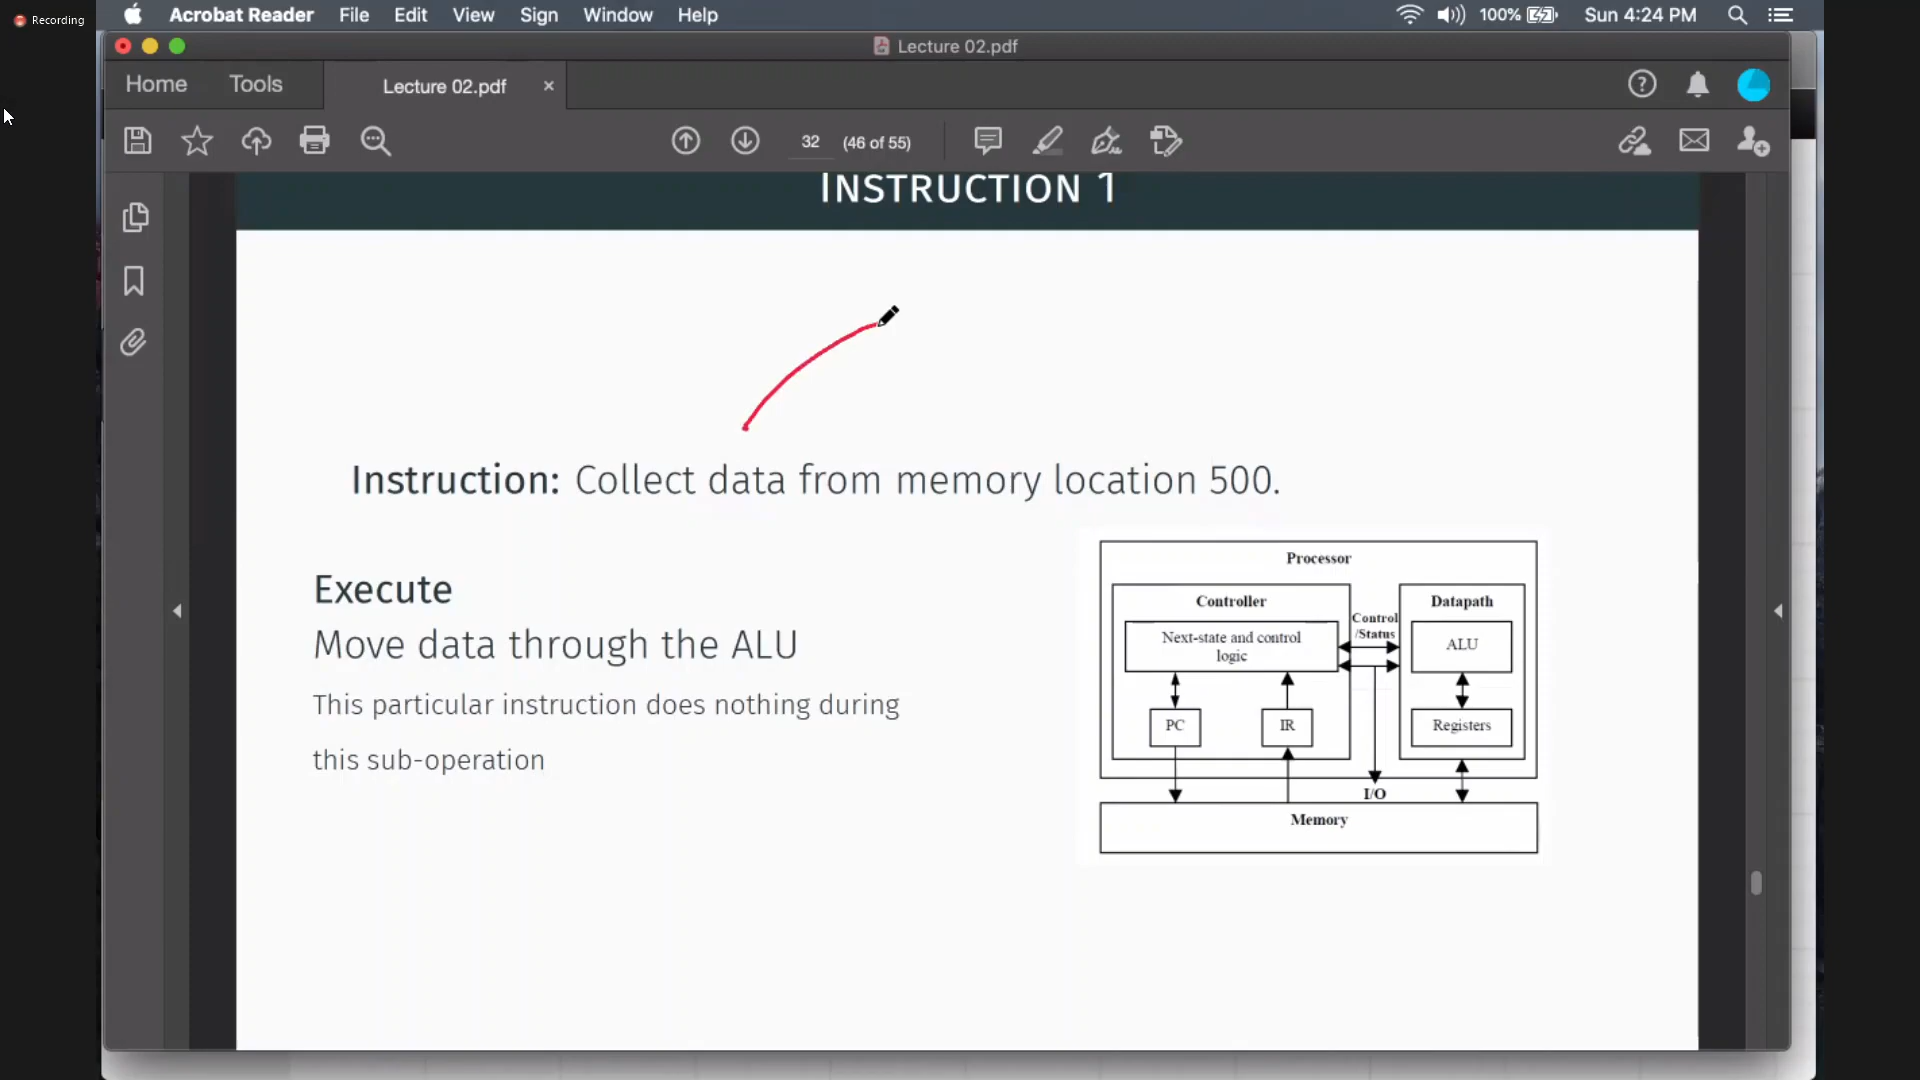 Recording
Acrobat Reader File Edit View Sign Window Help 100% Sun 4:24 PM
Lecture 02.pdf
Home Tools Lecture 02.pdf ×
32 (46 of 55)
INSTRUCTION 1
Instruction: Collect data from memory location 500.
Execute
Move data through the ALU
This particular instruction does nothing during
this sub-operation
Processor
Controller
Datapath
Control
/Status
Next-state and control
logic
ALU
PC
IR
Registers
I/O
Memory